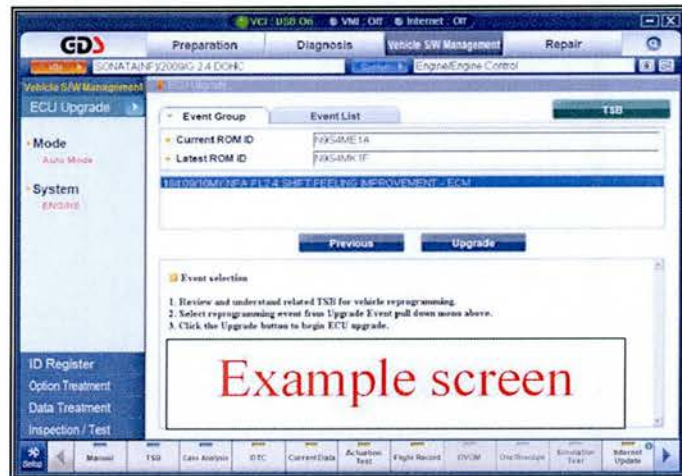 VCI : USB On VMI : Off Internet : Off
GDS Preparation Diagnosis Vehicle S/W Management Repair
VIN SONATA(NF)/2009/G 2.4 DOHC System Engine/Engine Control
Vehicle S/W Management ECU Upgrade
ECU Upgrade
Event Group Event List TSB
Mode
Auto Mode
Current ROM ID N9S4ME1A
Latest ROM ID N9S4MK1F
System
ENGINE
SHIFT FEELING IMPROVEMENT - ECM
Previous Upgrade
Event selection
1. Review and understand related TSB for vehicle reprogramming.
2. Select reprogramming event from Upgrade Event pull down menu above.
3. Click the Upgrade button to begin ECU upgrade.
Example screen
ID Register
Option Treatment
Data Treatment
Inspection / Test
Setup Manual TSB Case Analysis DTC Current Data Actuation Test Flight Record DVOM Oscilloscope Simulation Test Internet Update